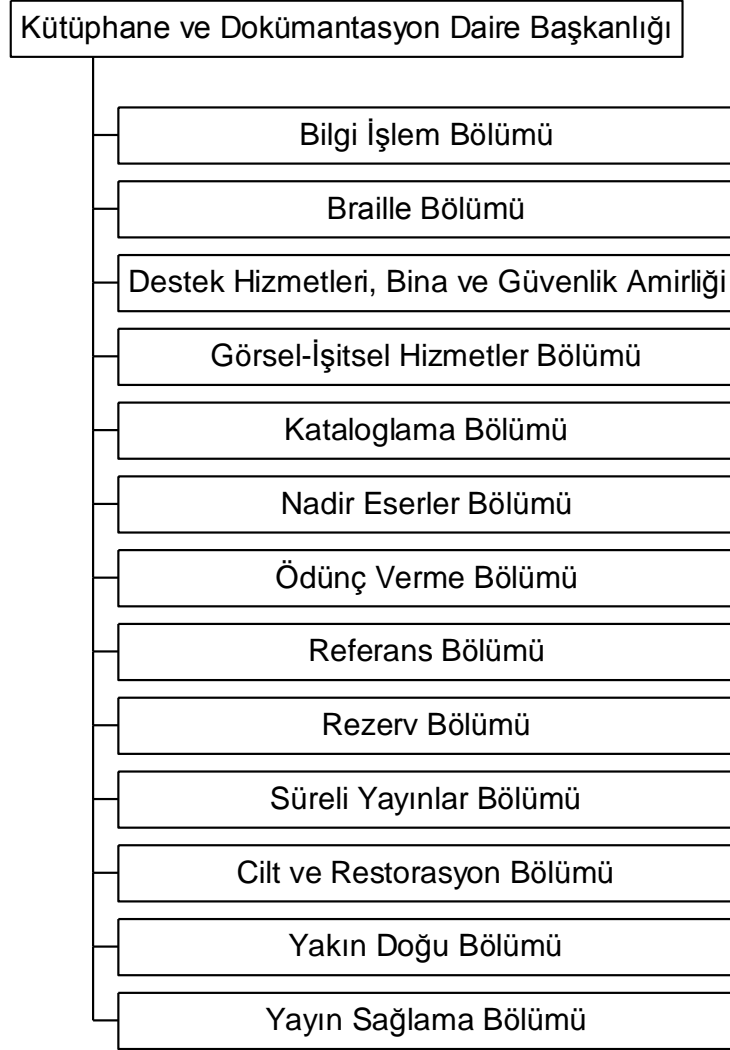 Kütüphane ve Dokümantasyon Daire Başkanlığı
Bilgi İşlem Bölümü
Braille Bölümü
Destek Hizmetleri, Bina ve Güvenlik Amirliği
Görsel-İşitsel Hizmetler Bölümü
Kataloglama Bölümü
Nadir Eserler Bölümü
Ödünç Verme Bölümü
Referans Bölümü
Rezerv Bölümü
Süreli Yayınlar Bölümü
Cilt ve Restorasyon Bölümü
Yakın Doğu Bölümü
Yayın Sağlama Bölümü